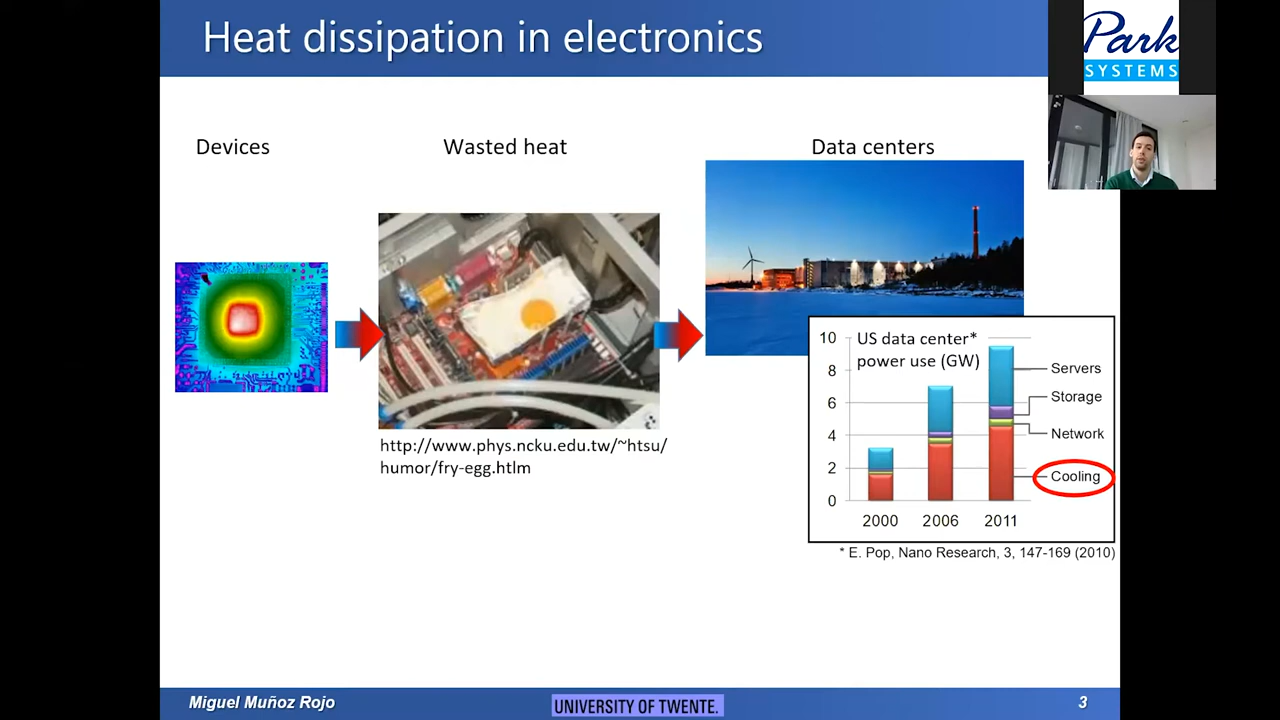 Heat dissipation in electronics
Park
SYSTEMS
Devices
Wasted heat
Data centers
http://www.phys.ncku.edu.tw/~htsu/
humor/fry-egg.htlm
US data center*
power use (GW)
10
8
6
4
2
0
2000
2006
2011
Servers
Storage
Network
Cooling
* E. Pop, Nano Research, 3, 147-169 (2010)
Miguel Muñoz Rojo
UNIVERSITY OF TWENTE.
3